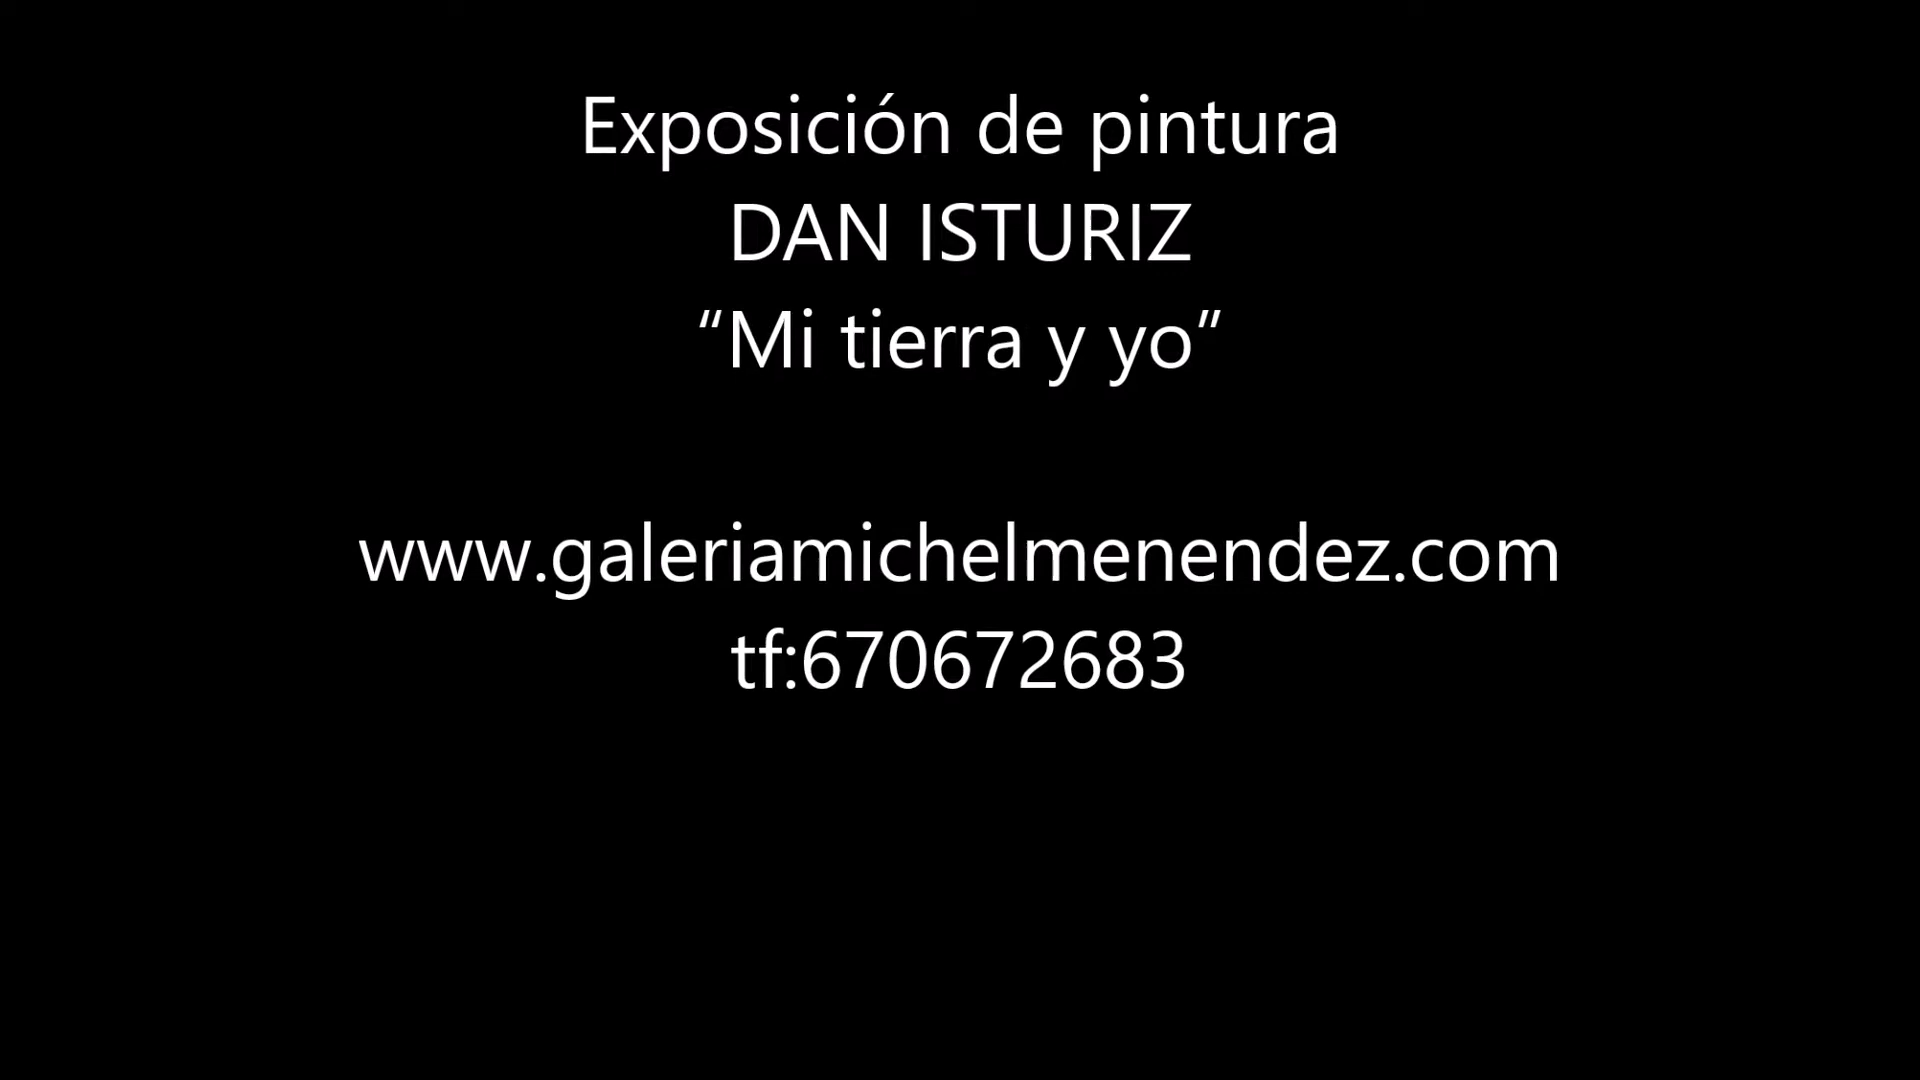 Exposición de pintura
DAN ISTURIZ
“Mi tierra y yo”
www.galeriamichelmenendez.com
tf:670672683